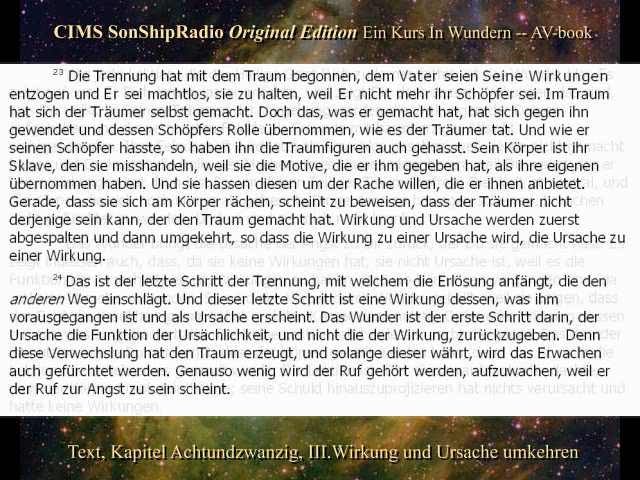 CIMS SonShipRadio Original Edition Ein Kurs In Wundern -- AV-book
23 Die Trennung hat mit dem Traum begonnen, dem Vater seien Seine Wirkungen
entzogen und Er sei machtlos, sie zu halten, weil Er nicht mehr ihr Schöpfer sei. Im Traum
hat sich der Träumer selbst gemacht. Doch das, was er gemacht hat, hat sich gegen ihn
gewendet und dessen Schöpfers Rolle übernommen, wie es der Träumer tat. Und wie er
seinen Schöpfer hasste, so haben ihn die Traumfiguren auch gehasst. Sein Körper ist ihr
Sklave, den sie misshandeln, weil sie die Motive, die er ihm gegeben hat, als ihre eigenen
übernommen haben. Und sie hassen diesen um der Rache willen, die er ihnen anbietet.
Gerade, dass sie sich am Körper rächen, scheint zu beweisen, dass der Träumer nicht
derjenige sein kann, der den Traum gemacht hat. Wirkung und Ursache werden zuerst
abgespalten und dann umgekehrt, so dass die Wirkung zu einer Ursache wird, die Ursache zu
einer Wirkung.
24 Das ist der letzte Schritt der Trennung, mit welchem die Erlösung anfängt, die den
anderen Weg einschlägt. Und dieser letzte Schritt ist eine Wirkung dessen, was ihm
vorausgegangen ist und als Ursache erscheint. Das Wunder ist der erste Schritt darin, der
Ursache die Funktion der Ursächlichkeit, und nicht die der Wirkung, zurückzugeben. Denn
diese Verwechslung hat den Traum erzeugt, und solange dieser währt, wird das Erwachen
auch gefürchtet werden. Genauso wenig wird der Ruf gehört werden, aufzuwachen, weil er
der Ruf zur Angst zu sein scheint.
seine Schuld hinauszuprojizieren hat nichts verursacht und
hatte keine Wirkungen.
Text, Kapitel Achtundzwanzig, III.Wirkung und Ursache umkehren